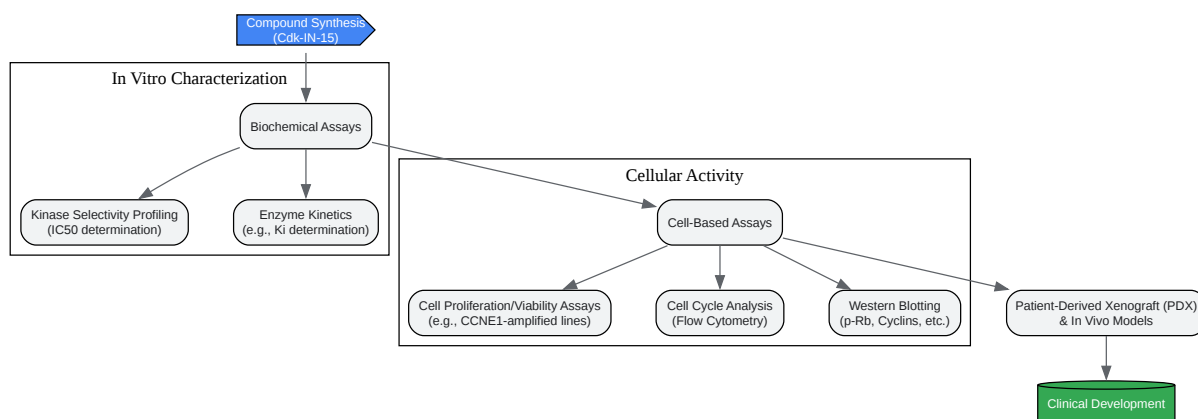 Compound Synthesis
(Cdk-IN-15)
In Vitro Characterization
Biochemical Assays
Cellular Activity
Kinase Selectivity Profiling
(IC50 determination)
Enzyme Kinetics
(e.g., Ki determination)
Cell-Based Assays
Cell Proliferation/Viability Assays
(e.g., CCNE1-amplified lines)
Cell Cycle Analysis
(Flow Cytometry)
Western Blotting
(p-Rb, Cyclins, etc.)
Patient-Derived Xenograft (PDX)
& In Vivo Models
Clinical Development